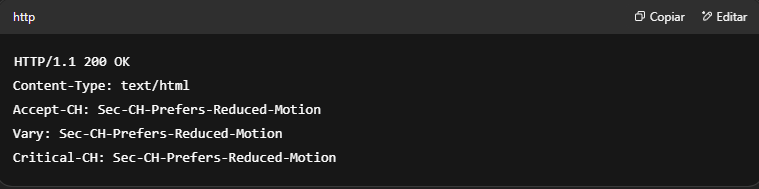 http
Copiar
Editar
HTTP/1.1 200 OK
Content-Type: text/html
Accept-CH: Sec-CH-Prefers-Reduced-Motion
Vary: Sec-CH-Prefers-Reduced-Motion
Critical-CH: Sec-CH-Prefers-Reduced-Motion